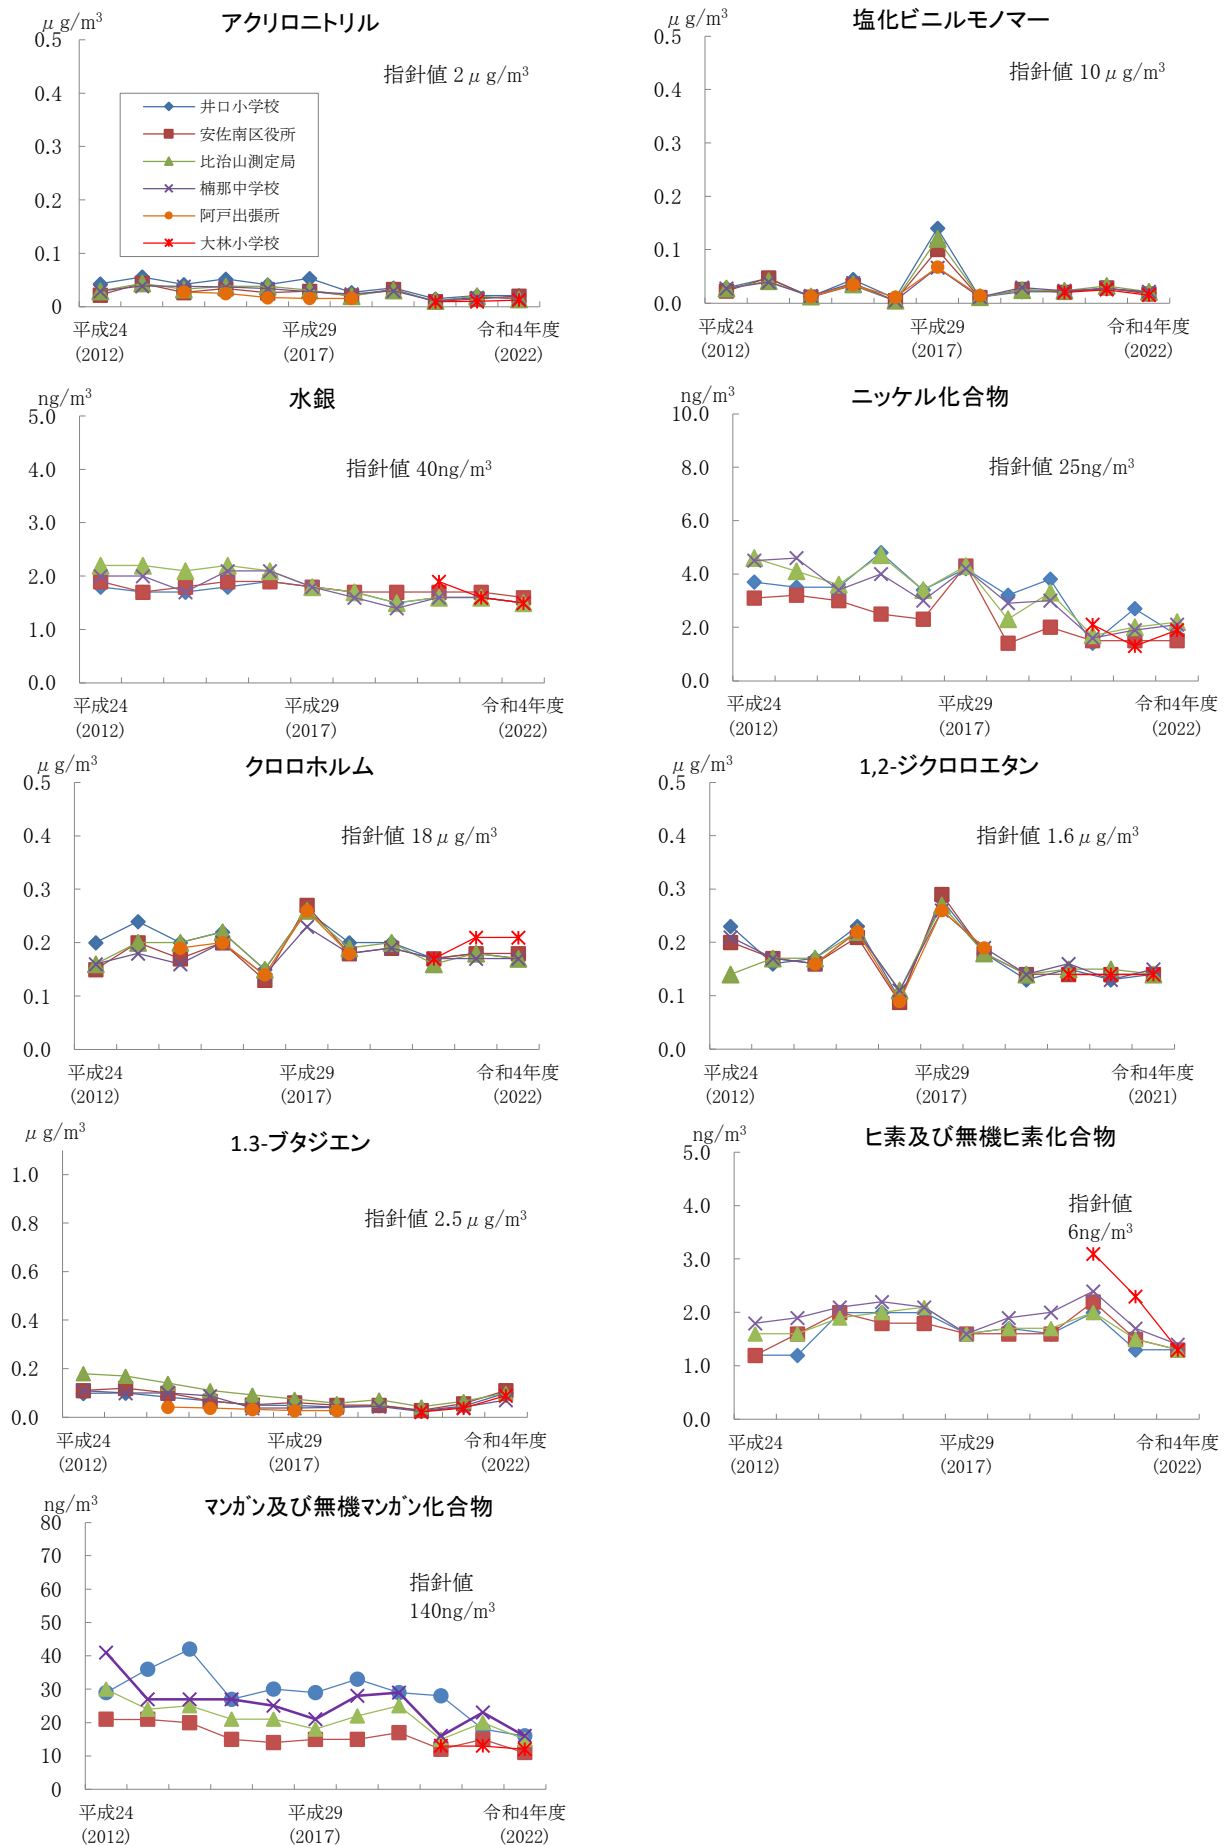 アクリロニトリル
μg/m³
0.5
0.4
0.3
0.2
0.1
0
指針値 2μg/m³
井口小学校
安佐南区役所
比治山測定局
楠那中学校
阿戸出張所
大林小学校
平成24
(2012)
平成29
(2017)
令和4年度
(2022)
塩化ビニルモノマー
μg/m³
0.5
0.4
0.3
0.2
0.1
0.0
指針値 10μg/m³
平成24
(2012)
平成29
(2017)
令和4年度
(2022)
水銀
ng/m³
5.0
4.0
3.0
2.0
1.0
0.0
指針値 40ng/m³
平成24
(2012)
平成29
(2017)
令和4年度
(2022)
ニッケル化合物
ng/m³
10.0
8.0
6.0
4.0
2.0
0.0
指針値 25ng/m³
平成24
(2012)
平成29
(2017)
令和4年度
(2022)
クロロホルム
μg/m³
0.5
0.4
0.3
0.2
0.1
0.0
指針値 18μg/m³
平成24
(2012)
平成29
(2017)
令和4年度
(2022)
1,2-ジクロロエタン
μg/m³
0.5
0.4
0.3
0.2
0.1
0.0
指針値 1.6μg/m³
平成24
(2012)
平成29
(2017)
令和4年度
(2021)
1.3-ブタジエン
μg/m³
1.0
0.8
0.6
0.4
0.2
0.0
指針値 2.5μg/m³
平成24
(2012)
平成29
(2017)
令和4年度
(2022)
ヒ素及び無機ヒ素化合物
ng/m³
5.0
4.0
3.0
2.0
1.0
0.0
指針値
6ng/m³
平成24
(2012)
平成29
(2017)
令和4年度
(2022)
マンガン及び無機マンガン化合物
ng/m³
80
70
60
50
40
30
20
10
0
指針値
140ng/m³
平成24
(2012)
平成29
(2017)
令和4年度
(2022)